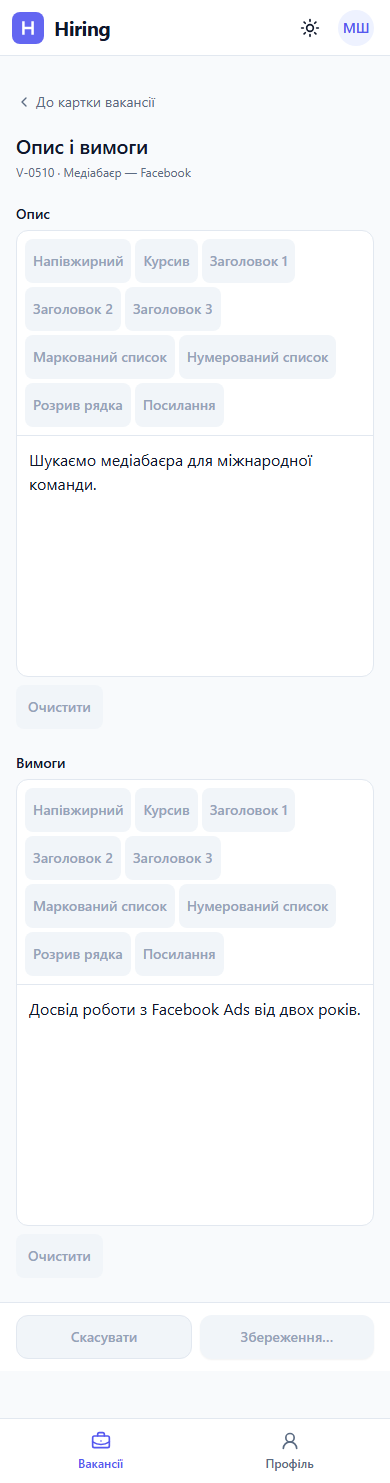 H Hiring МШ
До картки вакансії
Опис і вимоги
V-0510 · Медіабаєр — Facebook
Опис
Напівжирний Курсив Заголовок 1
Заголовок 2 Заголовок 3
Маркований список Нумерований список
Розрив рядка Посилання
Шукаємо медіабаєра для міжнародної
команди.
Очистити
Вимоги
Напівжирний Курсив Заголовок 1
Заголовок 2 Заголовок 3
Маркований список Нумерований список
Розрив рядка Посилання
Досвід роботи з Facebook Ads від двох років.
Очистити
Скасувати Збереження...
Вакансії Профіль